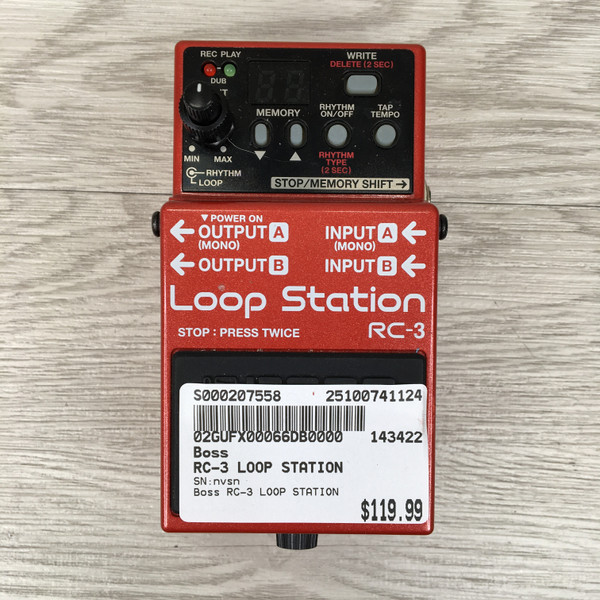 REC PLAY
DUB
WRITE
DELETE (2 SEC)
MEMORY
RHYTHM
ON/OFF
TAP
TEMPO
MIN MAX
RHYTHM
LOOP
RHYTHM
TYPE
(2 SEC)
STOP/MEMORY SHIFT→
▼ POWER ON
← OUTPUT A
(MONO)
INPUT A ←
(MONO)
← OUTPUT B
INPUT B ←
Loop Station
STOP : PRESS TWICE
RC-3
S000207558 25100741124
02GUFX00066DB0000 143422
Boss
RC-3 LOOP STATION
SN:nvsn
Boss RC-3 LOOP STATION
$119.99